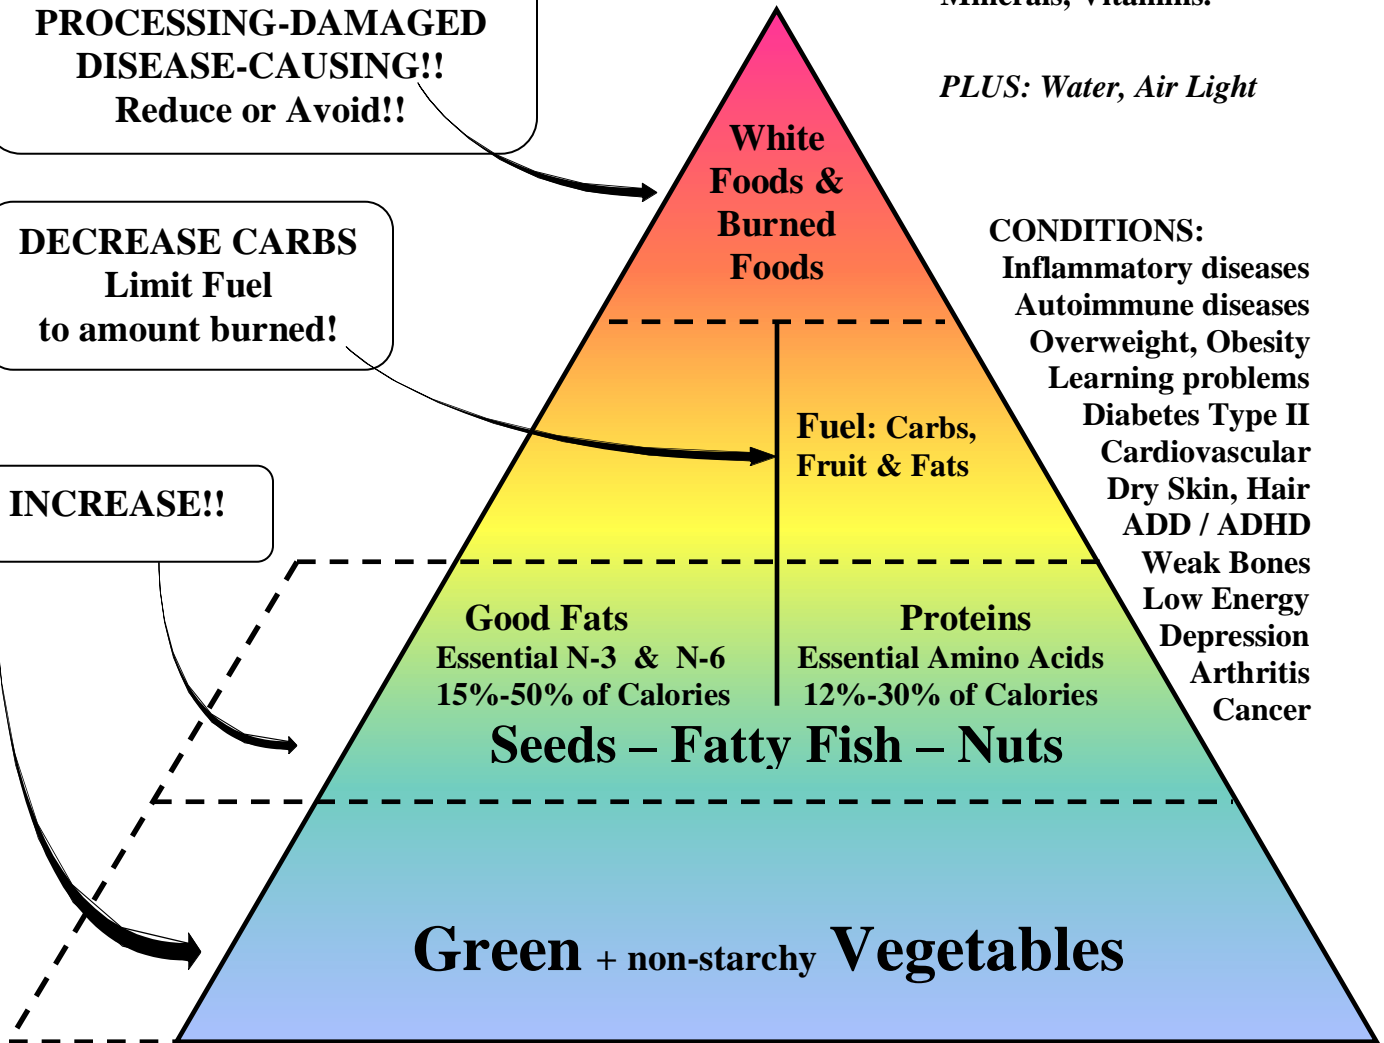 PROCESSING-DAMAGED
DISEASE-CAUSING!!
Reduce or Avoid!!
Minerals, Vitamins.
PLUS: Water, Air Light
White
Foods &
Burned
Foods
DECREASE CARBS
Limit Fuel
to amount burned!
CONDITIONS:
Inflammatory diseases
Autoimmune diseases
Overweight, Obesity
Learning problems
Diabetes Type II
Cardiovascular
Dry Skin, Hair
ADD / ADHD
Weak Bones
Low Energy
Depression
Arthritis
Cancer
Fuel: Carbs,
Fruit & Fats
INCREASE!!
Good Fats
Essential N-3 & N-6
15%-50% of Calories
Proteins
Essential Amino Acids
12%-30% of Calories
Seeds – Fatty Fish – Nuts
Green + non-starchy Vegetables